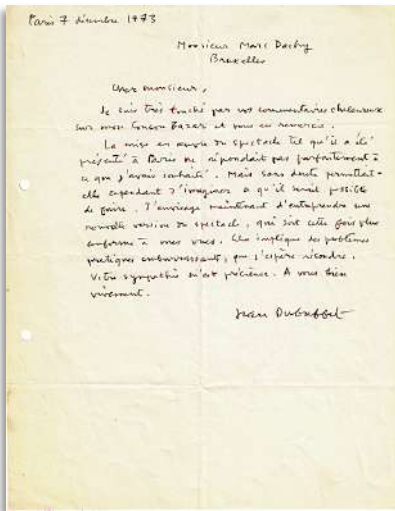 Paris 7 décembre 1973
Monsieur Marc Dachy
Bruxelles
Cher monsieur,
Je suis très touché par vos commentaires chaleureux
sur mon Coucou Bazar et vous en remercie.
La mise en œuvre du spectacle tel qu'il a été
présenté à Paris ne répondait pas parfaitement à
ce que j'avais souhaité. Mais sans doute permettait-
elle cependant d'imaginer ce qu'il serait possible
de faire. J'envisage maintenant d'entreprendre une
nouvelle version du spectacle, qui soit cette fois plus
conforme à mes vues. Cela implique des problèmes
pratiques embarrassants, que j'espère résoudre.
Votre sympathie m'est précieuse. A vous bien
vivement.
Jean Dubuffet